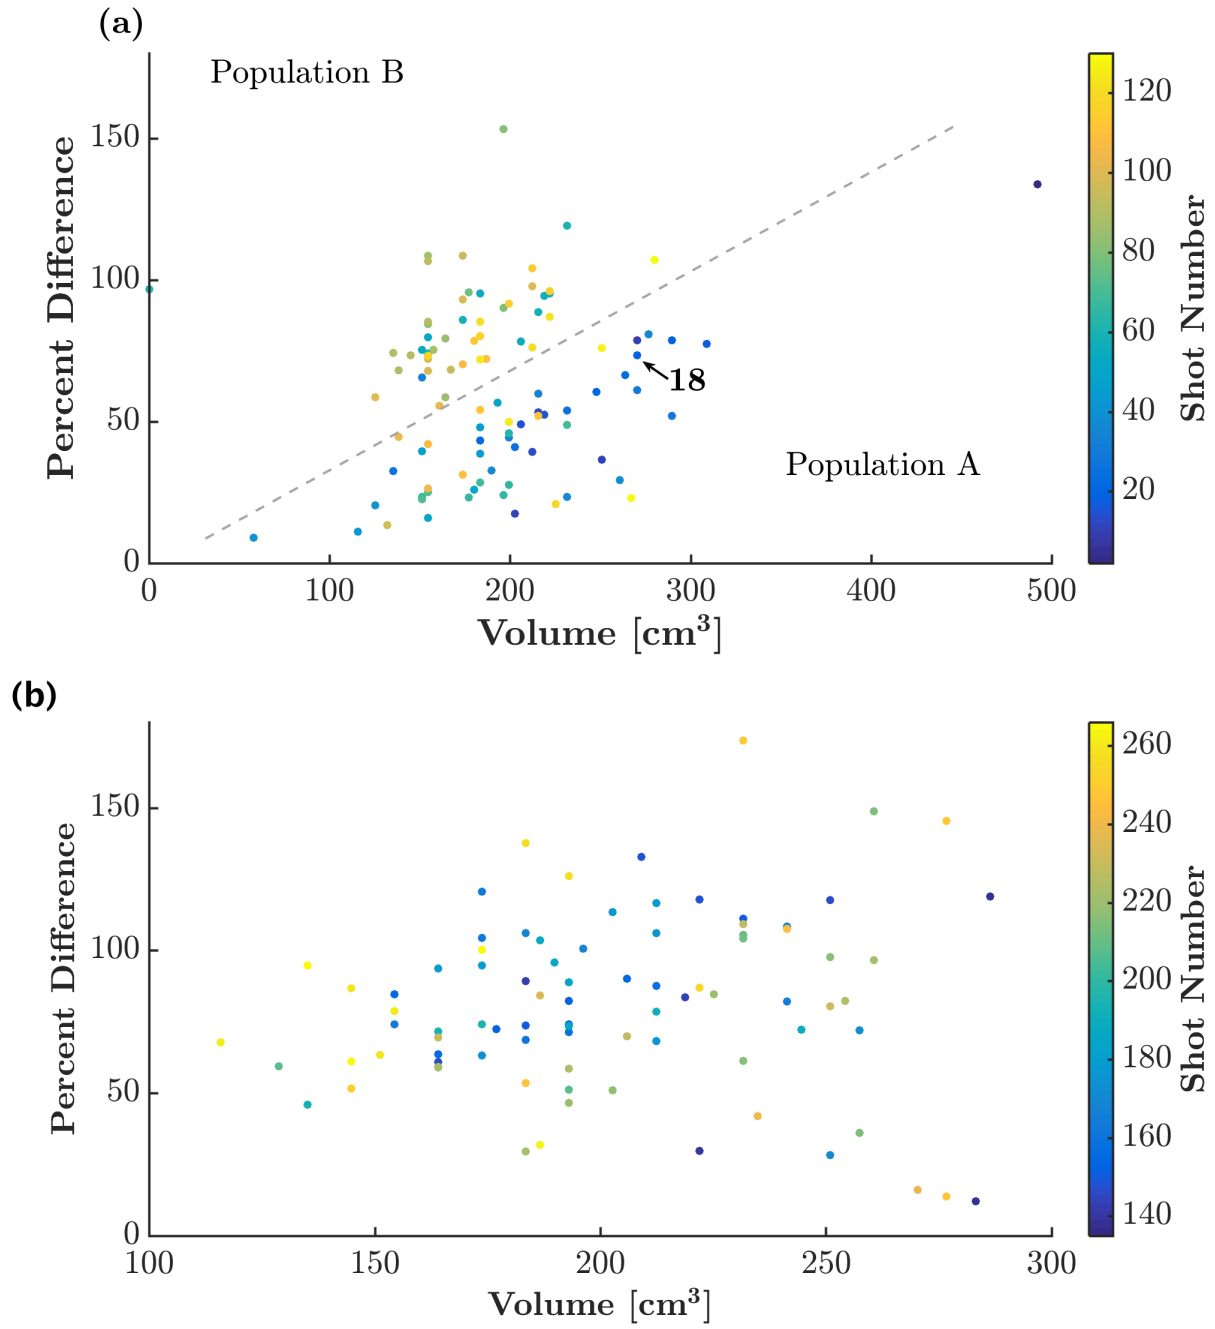 (a)
Population B
Percent Difference
150
100
50
0
18
Population A
0 100 200 300 400 500
Volume [cm³]
120
100
80
60
40
20
Shot Number
(b)
Percent Difference
150
100
50
0
100 150 200 250 300
Volume [cm³]
260
240
220
200
180
160
140
Shot Number